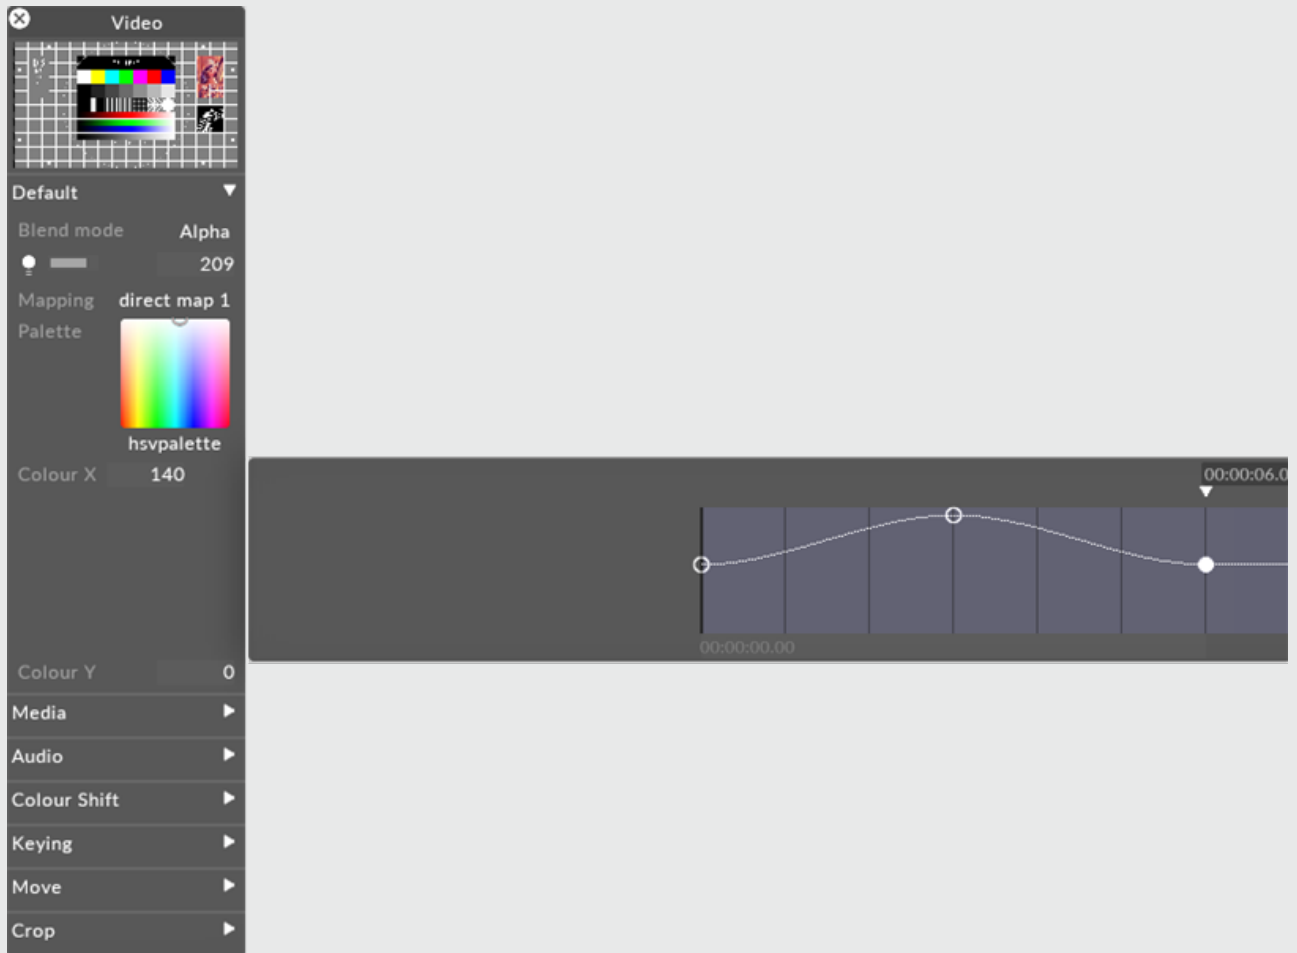 Video
Default
Blend mode Alpha
209
Mapping direct map 1
Palette
hsvpalette
Colour X 140
00:00:06.0
00:00:00.00
Colour Y 0
Media
Audio
Colour Shift
Keying
Move
Crop